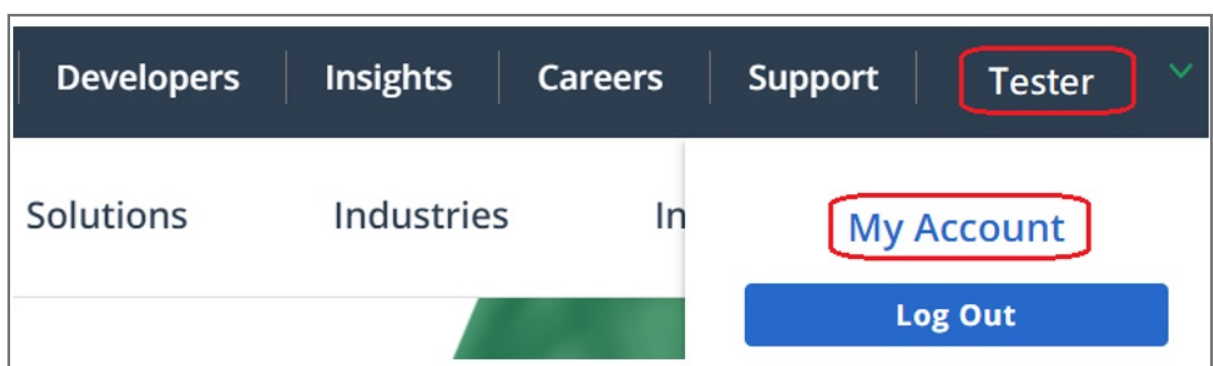 Developers Insights Careers Support Tester
Solutions Industries In
My Account
Log Out